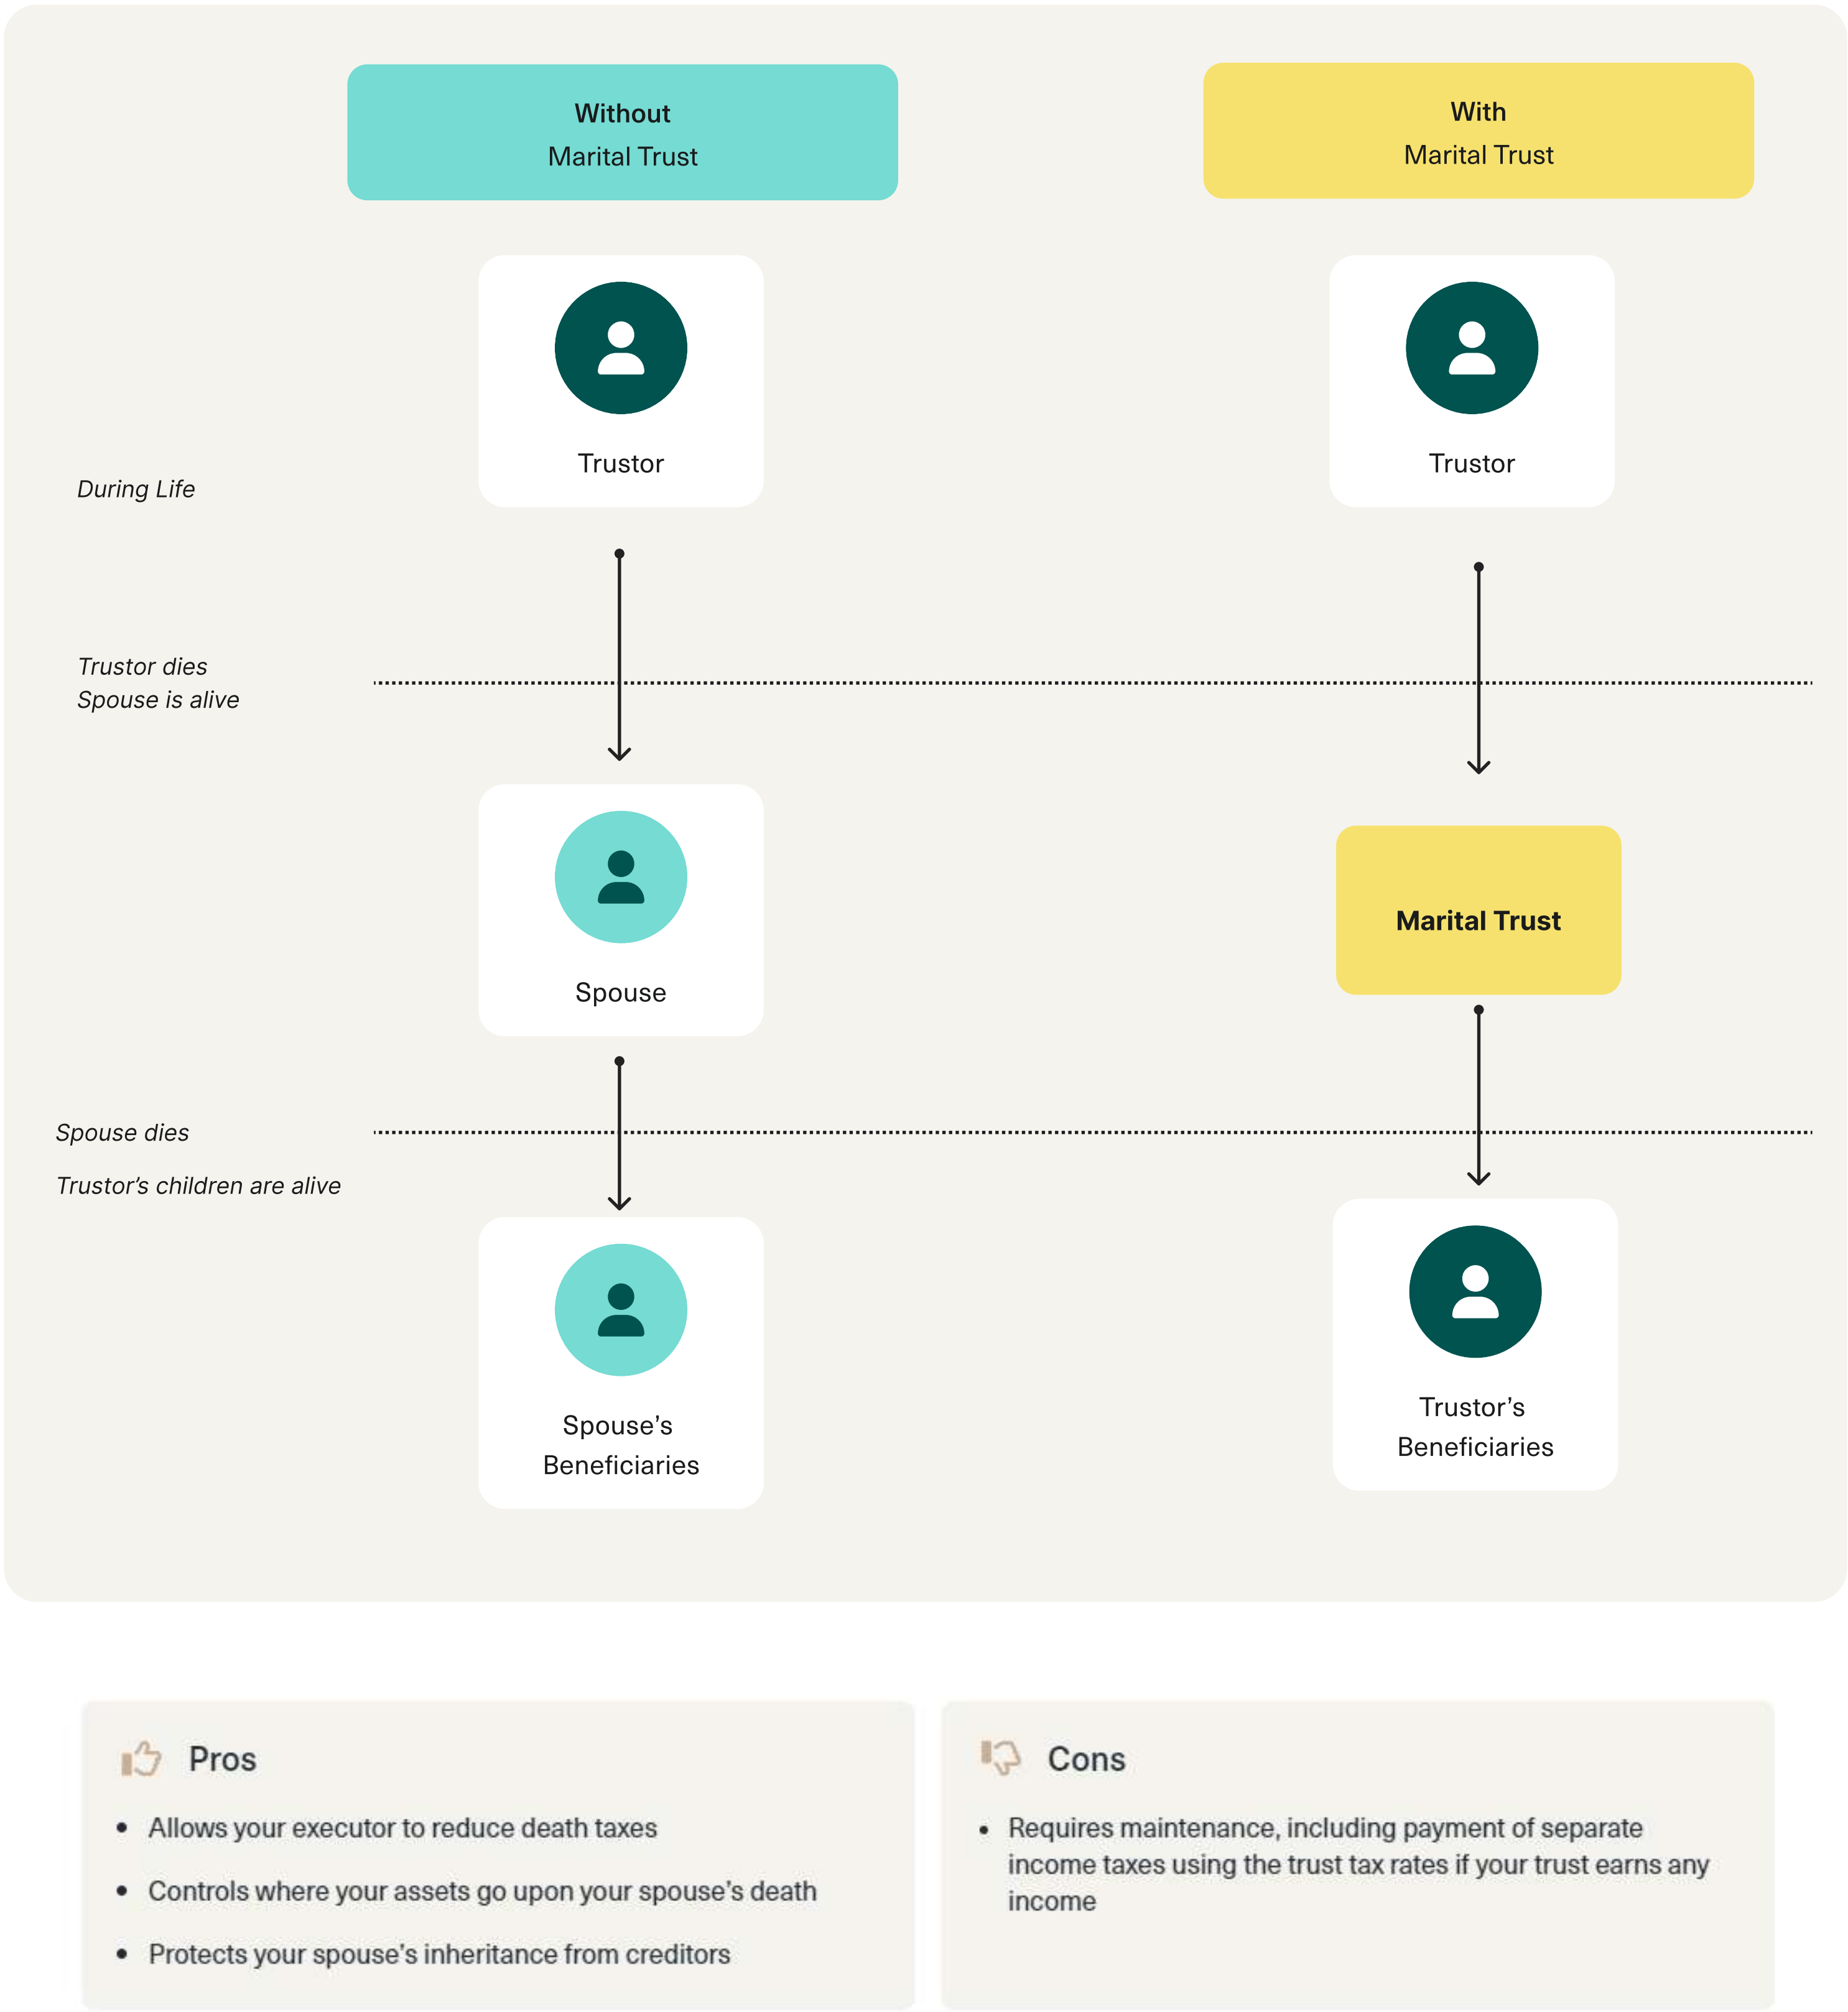 Without
Marital Trust
With
Marital Trust
Trustor
Trustor
During Life
Trustor dies
Spouse is alive
Spouse
Marital Trust
Spouse dies
Trustor’s children are alive
Spouse’s
Beneficiaries
Trustor’s
Beneficiaries
Pros
Allows your executor to reduce death taxes
Controls where your assets go upon your spouse’s death
Protects your spouse’s inheritance from creditors
Cons
Requires maintenance, including payment of separate
income taxes using the trust tax rates if your trust earns any
income